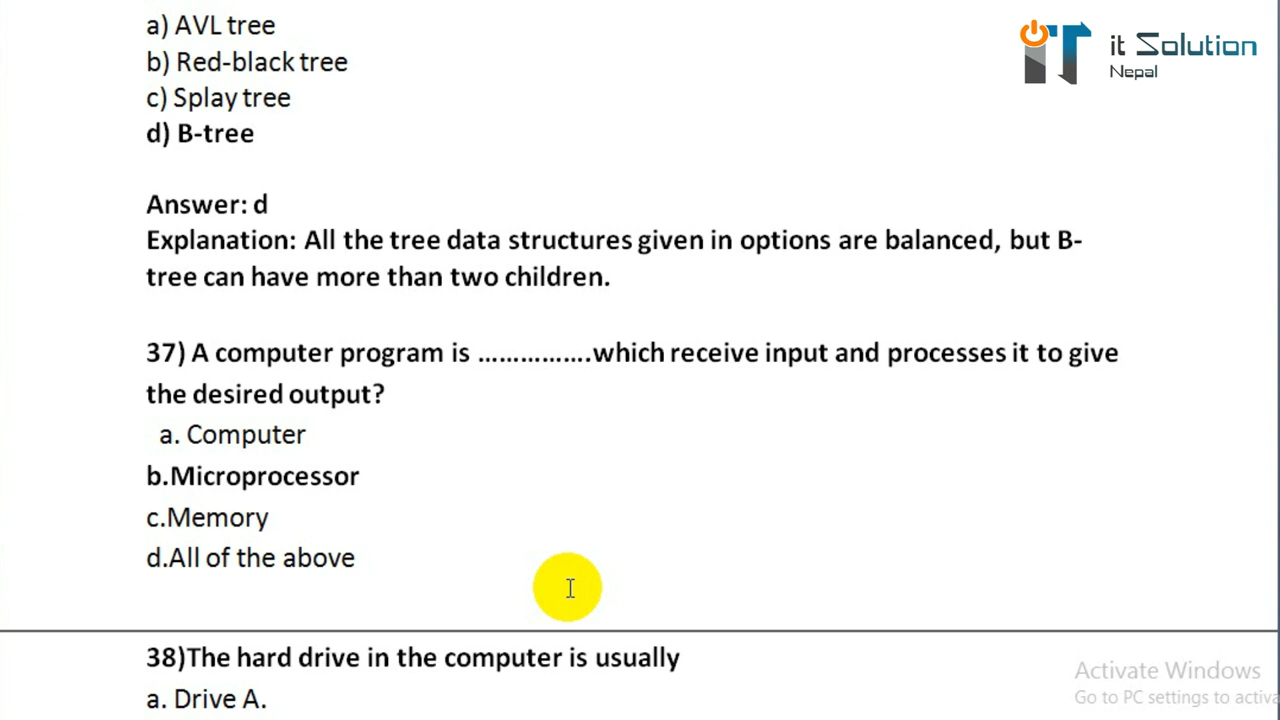 a) AVL tree
b) Red-black tree
c) Splay tree
d) B-tree
Answer: d
Explanation: All the tree data structures given in options are balanced, but B-
tree can have more than two children.
37) A computer program is ................which receive input and processes it to give
the desired output?
a. Computer
b.Microprocessor
c.Memory
d.All of the above
38)The hard drive in the computer is usually
a. Drive A.
iT it Solution
Nepal
Activate Windows
Go to PC settings to activa